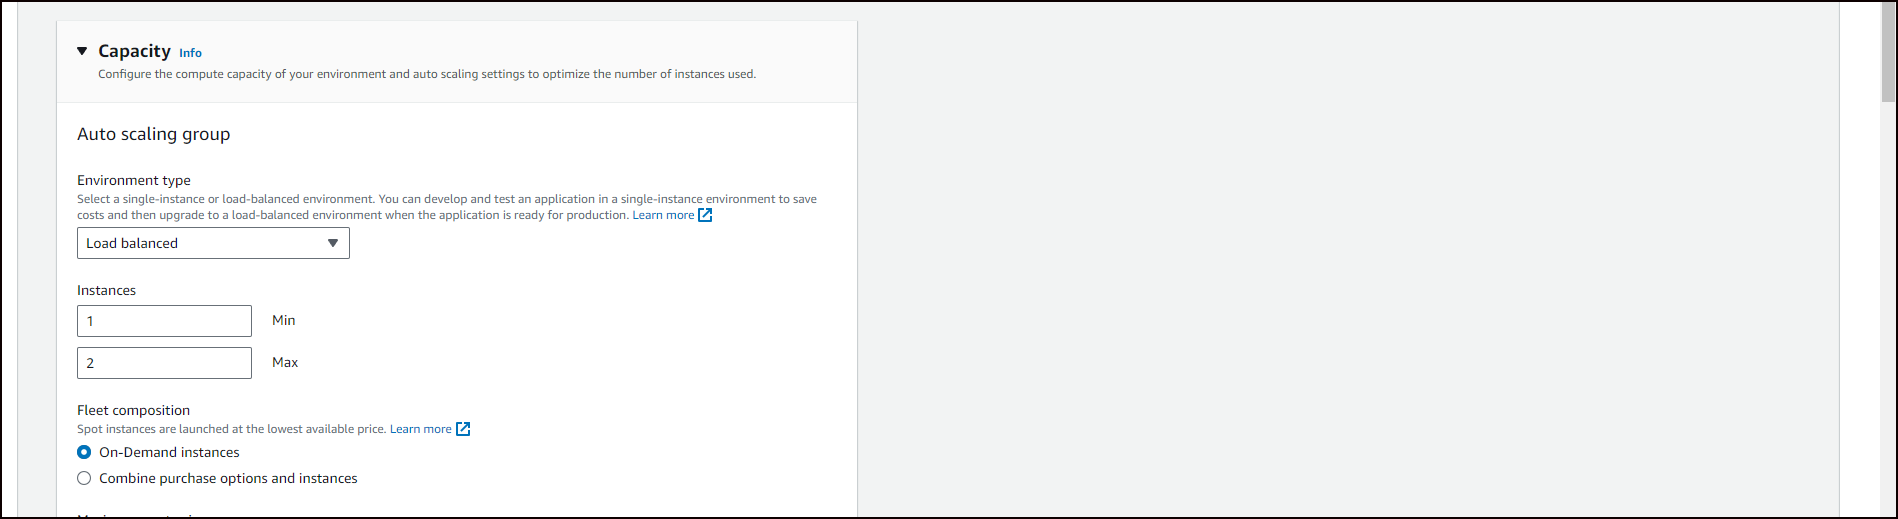 Capacity Info
Configure the compute capacity of your environment and auto scaling settings to optimize the number of instances used.
Auto scaling group
Environment type
Select a single-instance or load-balanced environment. You can develop and test an application in a single-instance environment to save
costs and then upgrade to a load-balanced environment when the application is ready for production. Learn more
Load balanced
Instances
1 Min
2 Max
Fleet composition
Spot instances are launched at the lowest available price. Learn more
On-Demand instances
Combine purchase options and instances